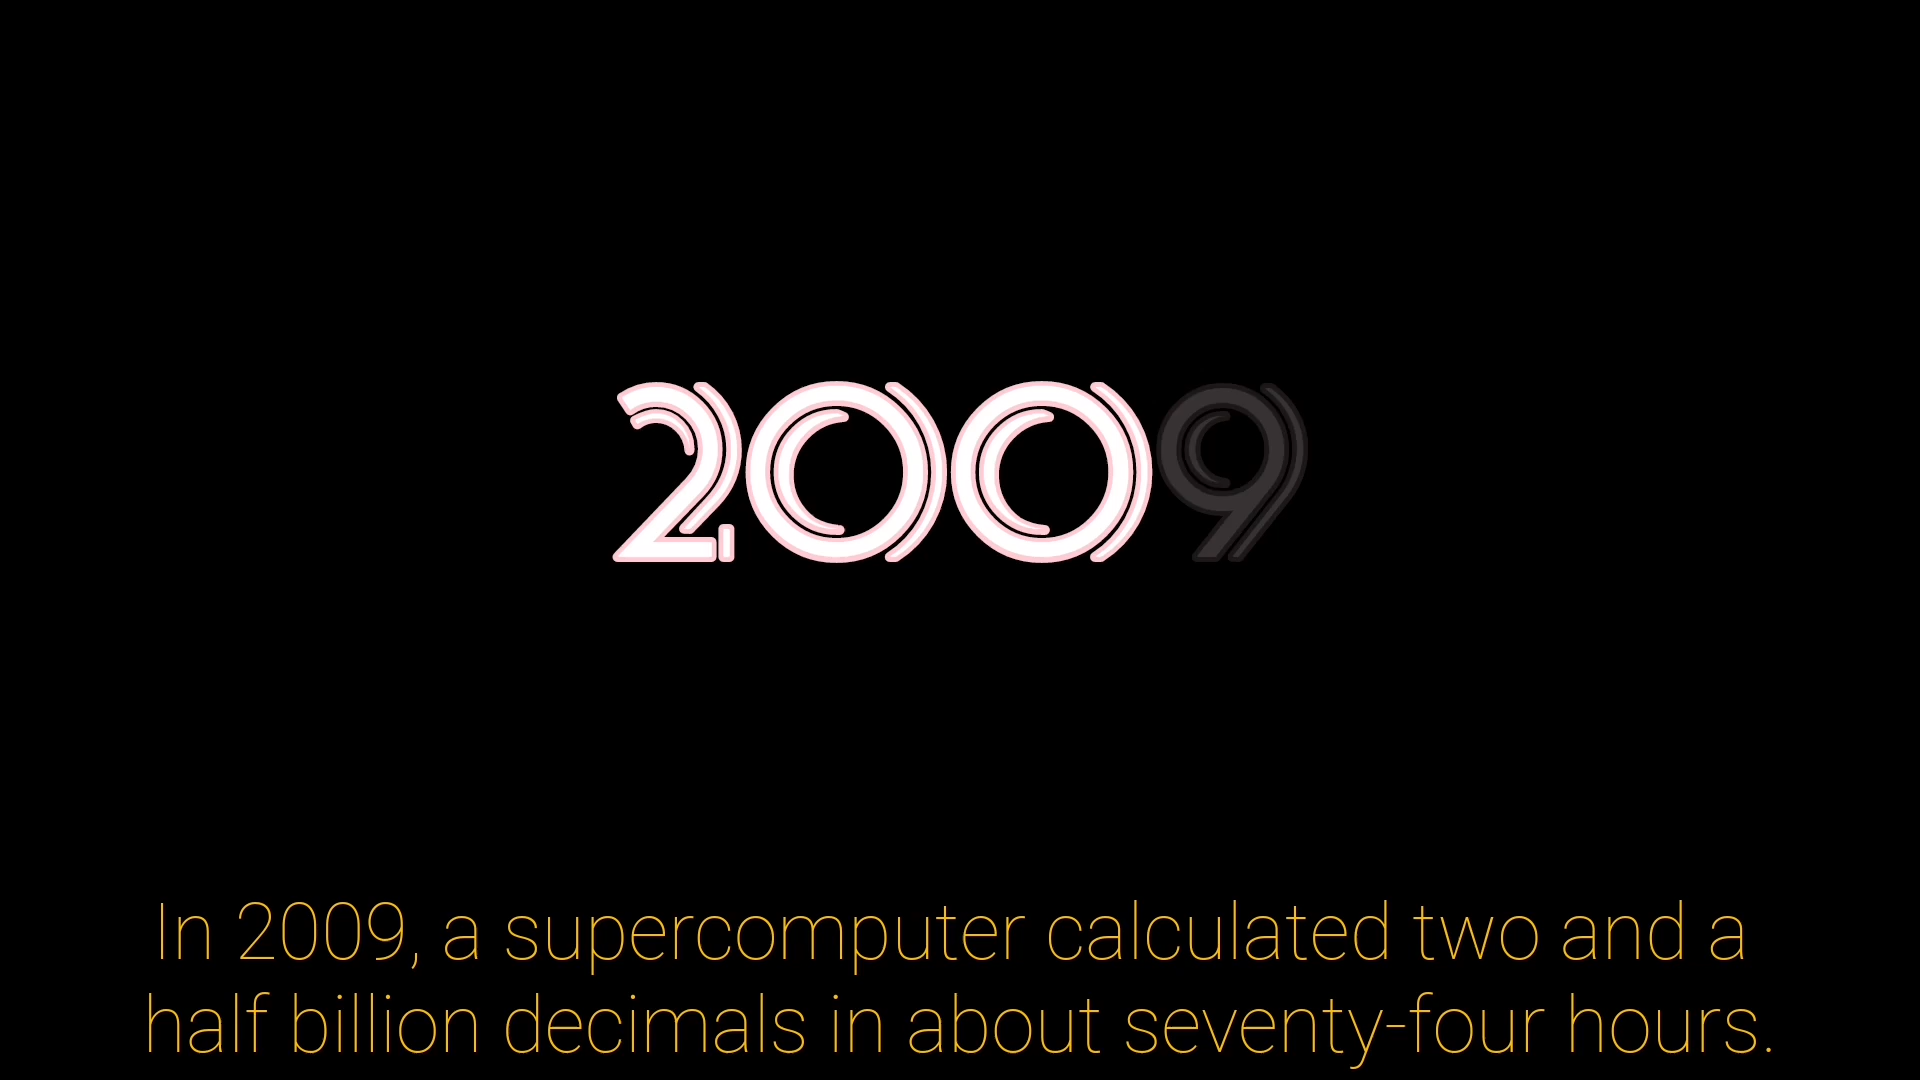 2009
In 2009, a supercomputer calculated two and a
half billion decimals in about seventy-four hours.